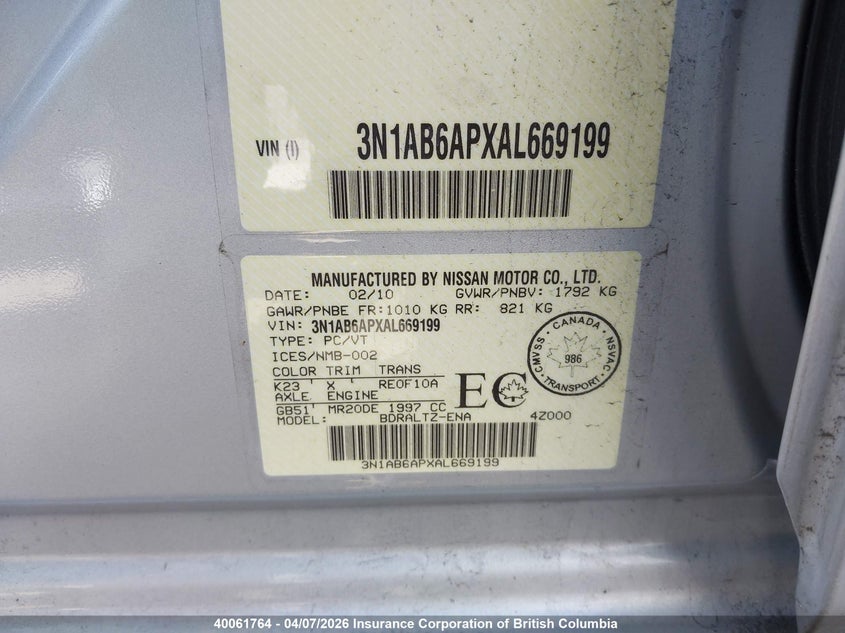 VIN (I) 3N1AB6APXAL669199
MANUFACTURED BY NISSAN MOTOR CO., LTD.
DATE: 02/10 GVWR/PNBV: 1792 KG
GAWR/PNBE FR:1010 KG RR: 821 KG
VIN: 3N1AB6APXAL669199
TYPE: PC/VT
ICES/NMB-002
COLOR TRIM TRANS
K23 ' X ' RE0F10A
AXLE ENGINE
GB51' MR20DE 1997 CC
MODEL: BDRALTZ-ENA 4Z000
EC
CANADA
CMVSS · NSVAC
986
TRANSPORT
3N1AB6APXAL669199
40061764 - 04/07/2026 Insurance Corporation of British Columbia